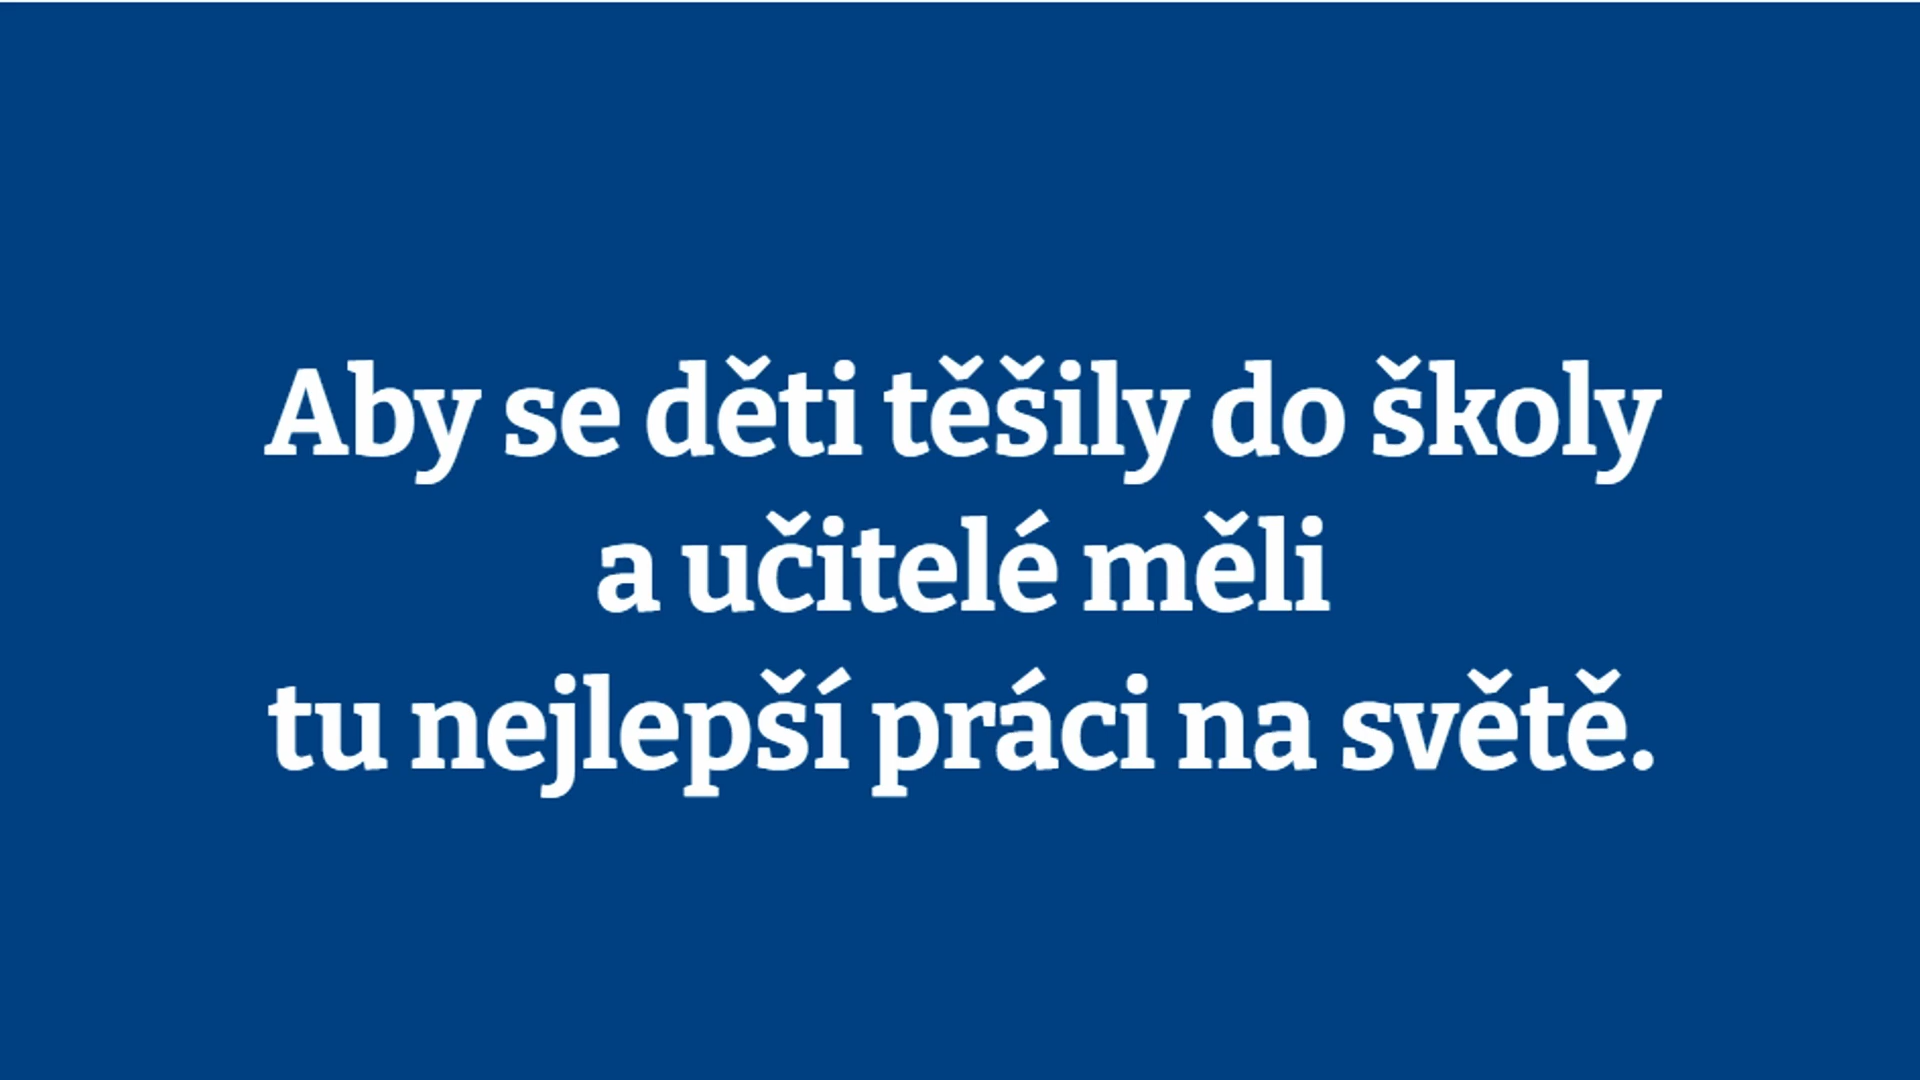 Aby se děti těšily do školy
a učitelé měli
tu nejlepší práci na světě.